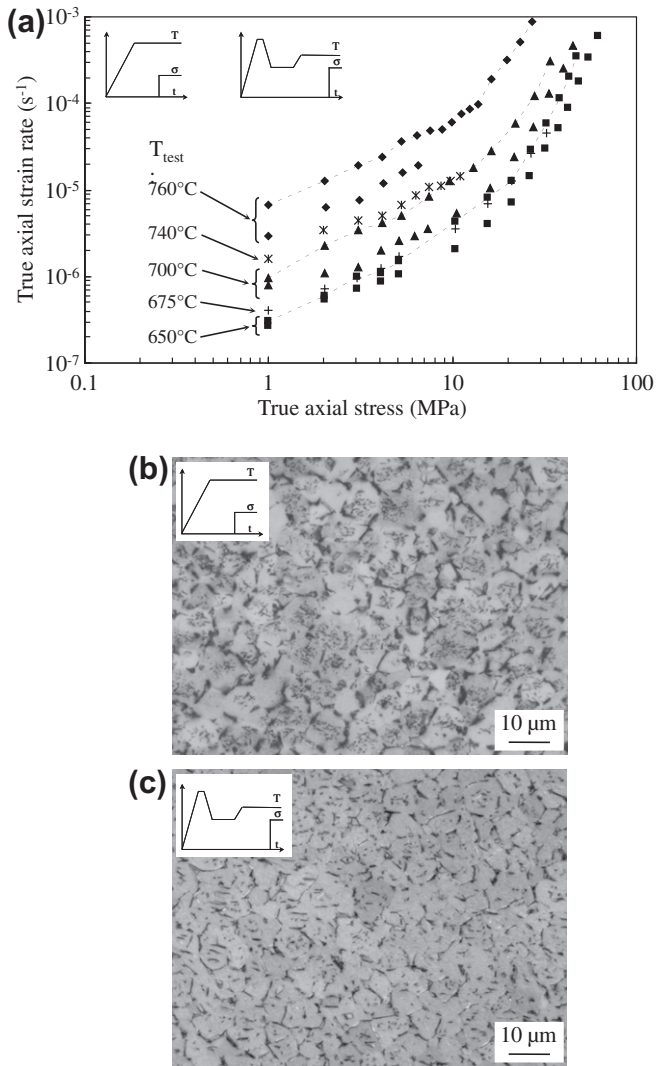 (a)
T
σ
t
T
σ
t
True axial strain rate (s⁻¹)
10⁻³
10⁻⁴
10⁻⁵
10⁻⁶
10⁻⁷
T_test
760°C
740°C
700°C
675°C
650°C
0.1
1
10
100
True axial stress (MPa)
(b)
T
σ
t
10 µm
(c)
T
σ
t
10 µm